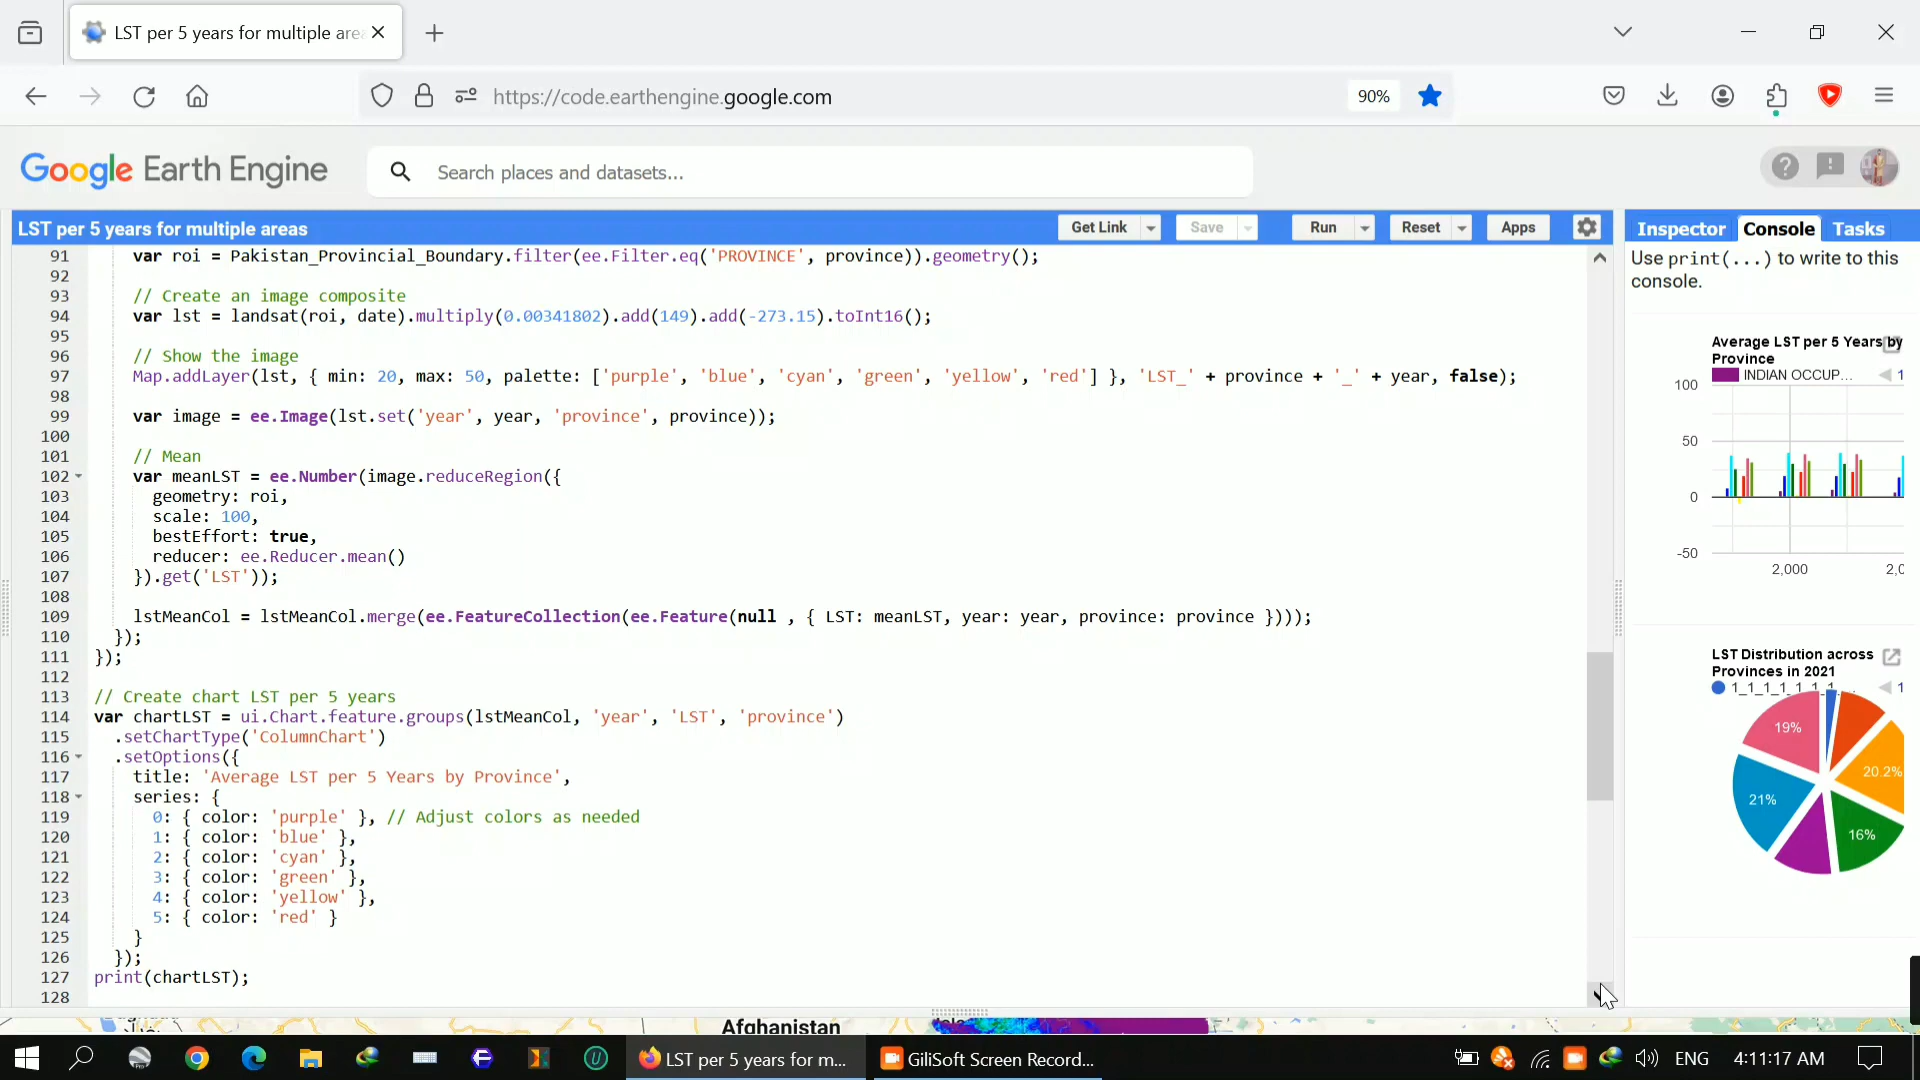 LST per 5 years for multiple are
https://code.earthengine.google.com
90%
Google Earth Engine
Search places and datasets...
LST per 5 years for multiple areas
Get Link
Save
Run
Reset
Apps
Inspector
Console
Tasks
91 var roi = Pakistan_Provincial_Boundary.filter(ee.Filter.eq('PROVINCE', province)).geometry();
92
93 // Create an image composite
94 var lst = landsat(roi, date).multiply(0.00341802).add(149).add(-273.15).toInt16();
95
96 // Show the image
97 Map.addLayer(lst, { min: 20, max: 50, palette: ['purple', 'blue', 'cyan', 'green', 'yellow', 'red'] }, 'LST_' + province + '_' + year, false);
98
99 var image = ee.Image(lst.set('year', year, 'province', province));
100
101 // Mean
102 var meanLST = ee.Number(image.reduceRegion({
103 geometry: roi,
104 scale: 100,
105 bestEffort: true,
106 reducer: ee.Reducer.mean()
107 }).get('LST'));
108
109 lstMeanCol = lstMeanCol.merge(ee.FeatureCollection(ee.Feature(null , { LST: meanLST, year: year, province: province })));
110 });
111 });
112
113 // Create chart LST per 5 years
114 var chartLST = ui.Chart.feature.groups(lstMeanCol, 'year', 'LST', 'province')
115 .setChartType('ColumnChart')
116 .setOptions({
117 title: 'Average LST per 5 Years by Province',
118 series: {
119 0: { color: 'purple' }, // Adjust colors as needed
120 1: { color: 'blue' },
121 2: { color: 'cyan' },
122 3: { color: 'green' },
123 4: { color: 'yellow' },
124 5: { color: 'red' }
125 }
126 });
127 print(chartLST);
128
Use print(...) to write to this
console.
Average LST per 5 Years by
Province
INDIAN OCCUP...
1
100
50
0
-50
2,000
2,0
LST Distribution across
Provinces in 2021
1_1_1_1_1_1_1_...
1
19%
20.2%
21%
16%
Afghanistan
LST per 5 years for m...
GiliSoft Screen Record...
ENG
4:11:17 AM